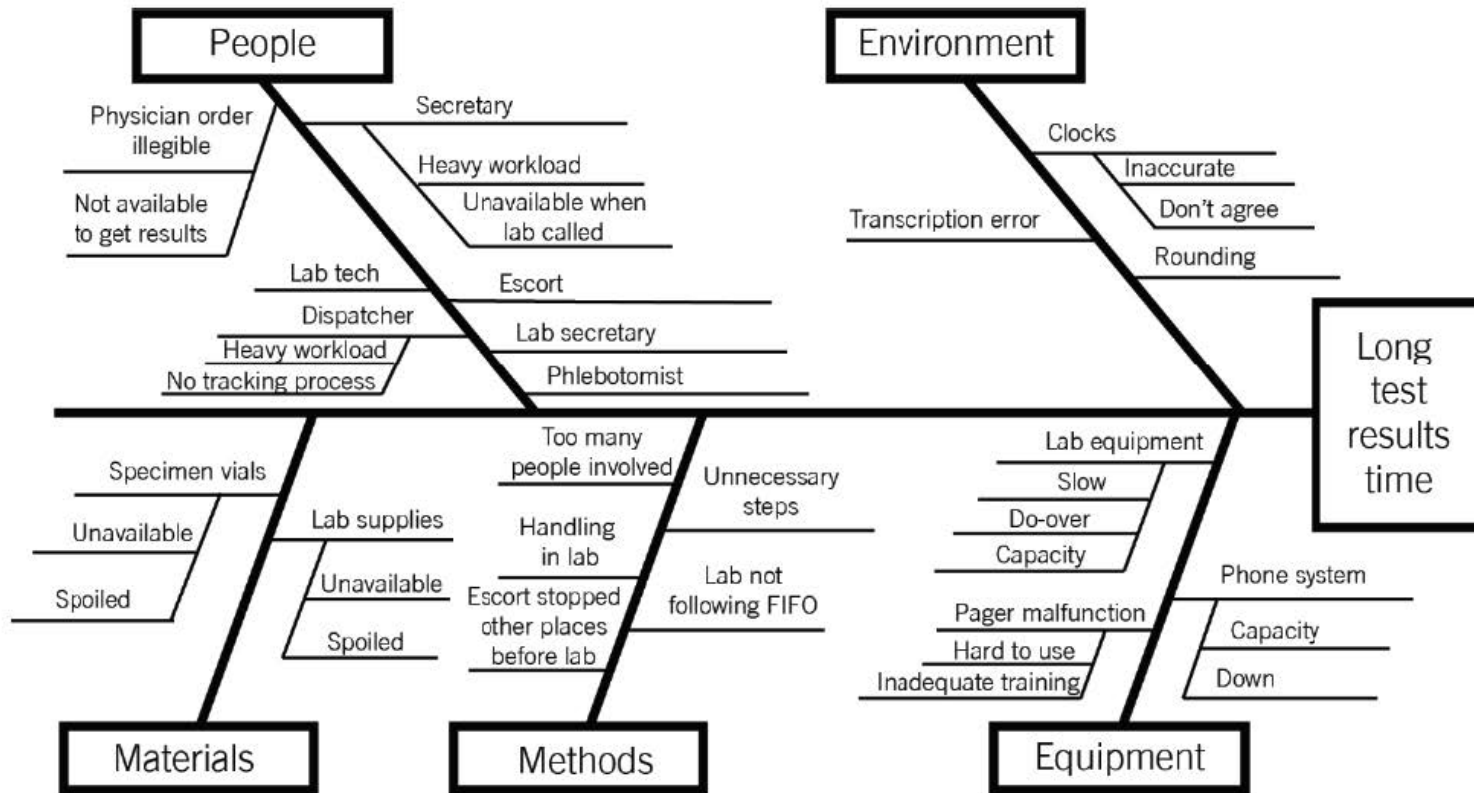 People
Physician order
illegible
Not available
to get results
Secretary
Heavy workload
Unavailable when
lab called
Lab tech
Escort
Dispatcher
Heavy workload
No tracking process
Lab secretary
Phlebotomist
Environment
Clocks
Inaccurate
Don't agree
Transcription error
Rounding
Long
test
results
time
Specimen vials
Unavailable
Spoiled
Lab supplies
Unavailable
Spoiled
Materials
Too many
people involved
Handling
in lab
Escort stopped
other places
before lab
Unnecessary
steps
Lab not
following FIFO
Methods
Lab equipment
Slow
Do-over
Capacity
Pager malfunction
Hard to use
Inadequate training
Phone system
Capacity
Down
Equipment